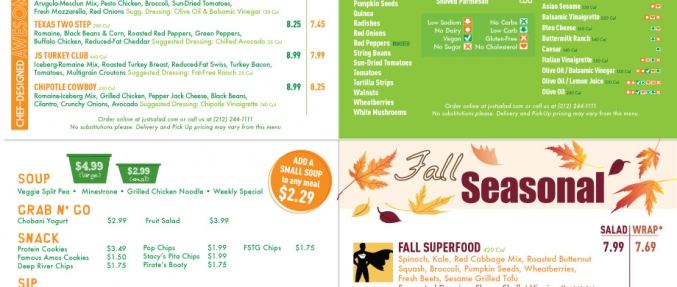 CHEF-DESIGNED
Arugula-Mesclun Mix, Pesto Chicken, Broccoli, Sun-Dried Tomatoes,
Fresh Mozzarella, Red Onions Sugg. Dressing: Olive Oil & Balsamic Vinegar 150 Cal
TEXAS TWO STEP
8.25 7.45
Romaine, Black Beans & Corn, Roasted Red Peppers, Green Peppers,
Buffalo Chicken, Reduced-Fat Cheddar Suggested Dressing: Chilled Avocado 35 Cal
JS TURKEY CLUB
8.99 7.99
Iceberg-Romaine Mix, Roasted Turkey Breast, Reduced-Fat Swiss, Turkey Bacon,
Tomatoes, Multigrain Croutons Suggested Dressing: Fat-Free Ranch 35 Cal
CHIPOTLE COWBOY
8.99 8.25
Romaine-Iceberg Mix, Grilled Chicken, Pepper Jack Cheese, Black Beans,
Cilantro, Crunchy Onions, Avocado Suggested Dressing: Chipotle Vinaigrette 160 Cal
Order online at justsalad.com or call us at (212) 244-1111
No substitutions please. Delivery and Pick Up pricing may vary from this menu
Pumpkin Seeds
Quinoa
Radishes
Red Onions
Red Peppers
String Beans
Sun-Dried Tomatoes
Tomatoes
Tortilla Strips
Walnuts
Wheatberries
White Mushrooms
Shaved Parmesan
Low Sodium
No Carbs
No Dairy
Low Carb
Vegan
Gluten-Free
No Sugar
No Cholesterol
Asian Sesame
Balsamic Vinaigrette
Bleu Cheese
Buttermilk Ranch
Caesar
Italian Vinaigrette
Olive Oil / Balsamic Vinegar
Olive Oil / Lemon Juice
Olive Oil
Order online at justsalad.com or call us at (212) 244-1111
No substitutions please. Delivery and Pick Up pricing may vary from this menu.
SOUP
$4.99
(large)
$2.99
(small)
ADD A
SMALL SOUP
to any meal
$2.29
Veggie Split Pea • Minestrone • Grilled Chicken Noodle • Weekly Special
GRAB N' GO
Chobani Yogurt $2.99 Fruit Salad $3.99
SNACK
Protein Cookies $3.49 Pop Chips $1.99 FSTG Chips $1.75
Famous Amos Cookies $1.50 Stacy's Pita Chips $1.99
Deep River Chips $1.75 Pirate's Booty $1.75
SIP
Fall
Seasonal
SALAD WRAP*
FALL SUPERFOOD 420 Cal
7.99 7.69
Spinach, Kale, Red Cabbage Mix, Roasted Butternut
Squash, Broccoli, Pumpkin Seeds, Wheatberries,
Fresh Beets, Sesame Grilled Tofu